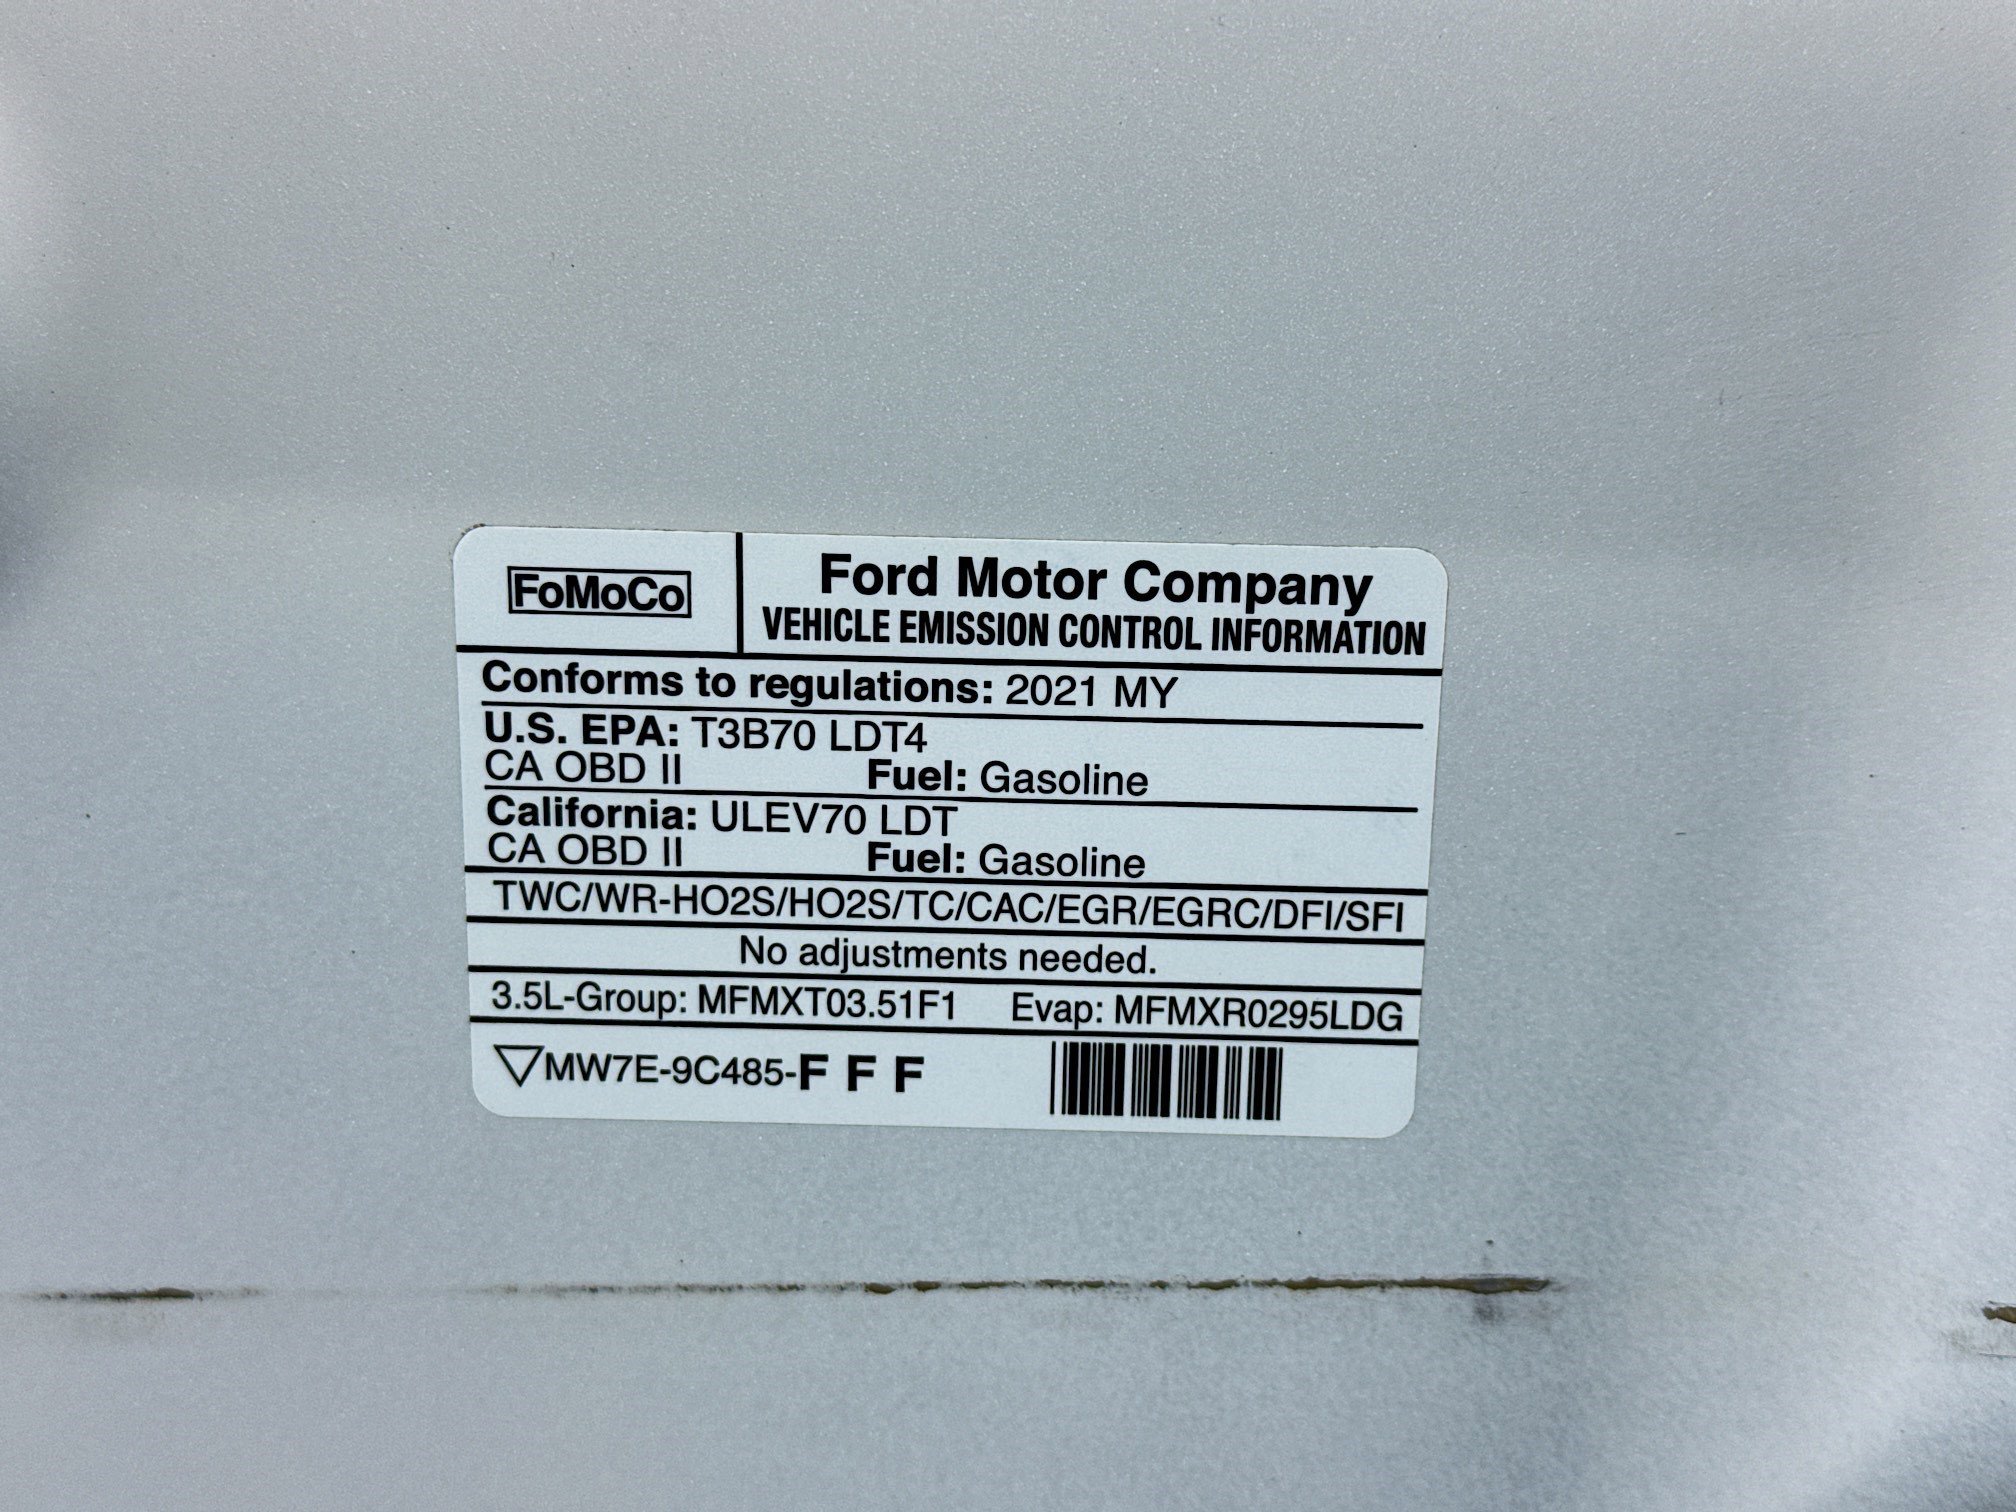 FoMoCo
Ford Motor Company
VEHICLE EMISSION CONTROL INFORMATION
Conforms to regulations: 2021 MY
U.S. EPA: T3B70 LDT4
CA OBD II Fuel: Gasoline
California: ULEV70 LDT
CA OBD II Fuel: Gasoline
TWC/WR-HO2S/HO2S/TC/CAC/EGR/EGRC/DFI/SFI
No adjustments needed.
3.5L-Group: MFMXT03.51F1 Evap: MFMXR0295LDG
MW7E-9C485-F F F